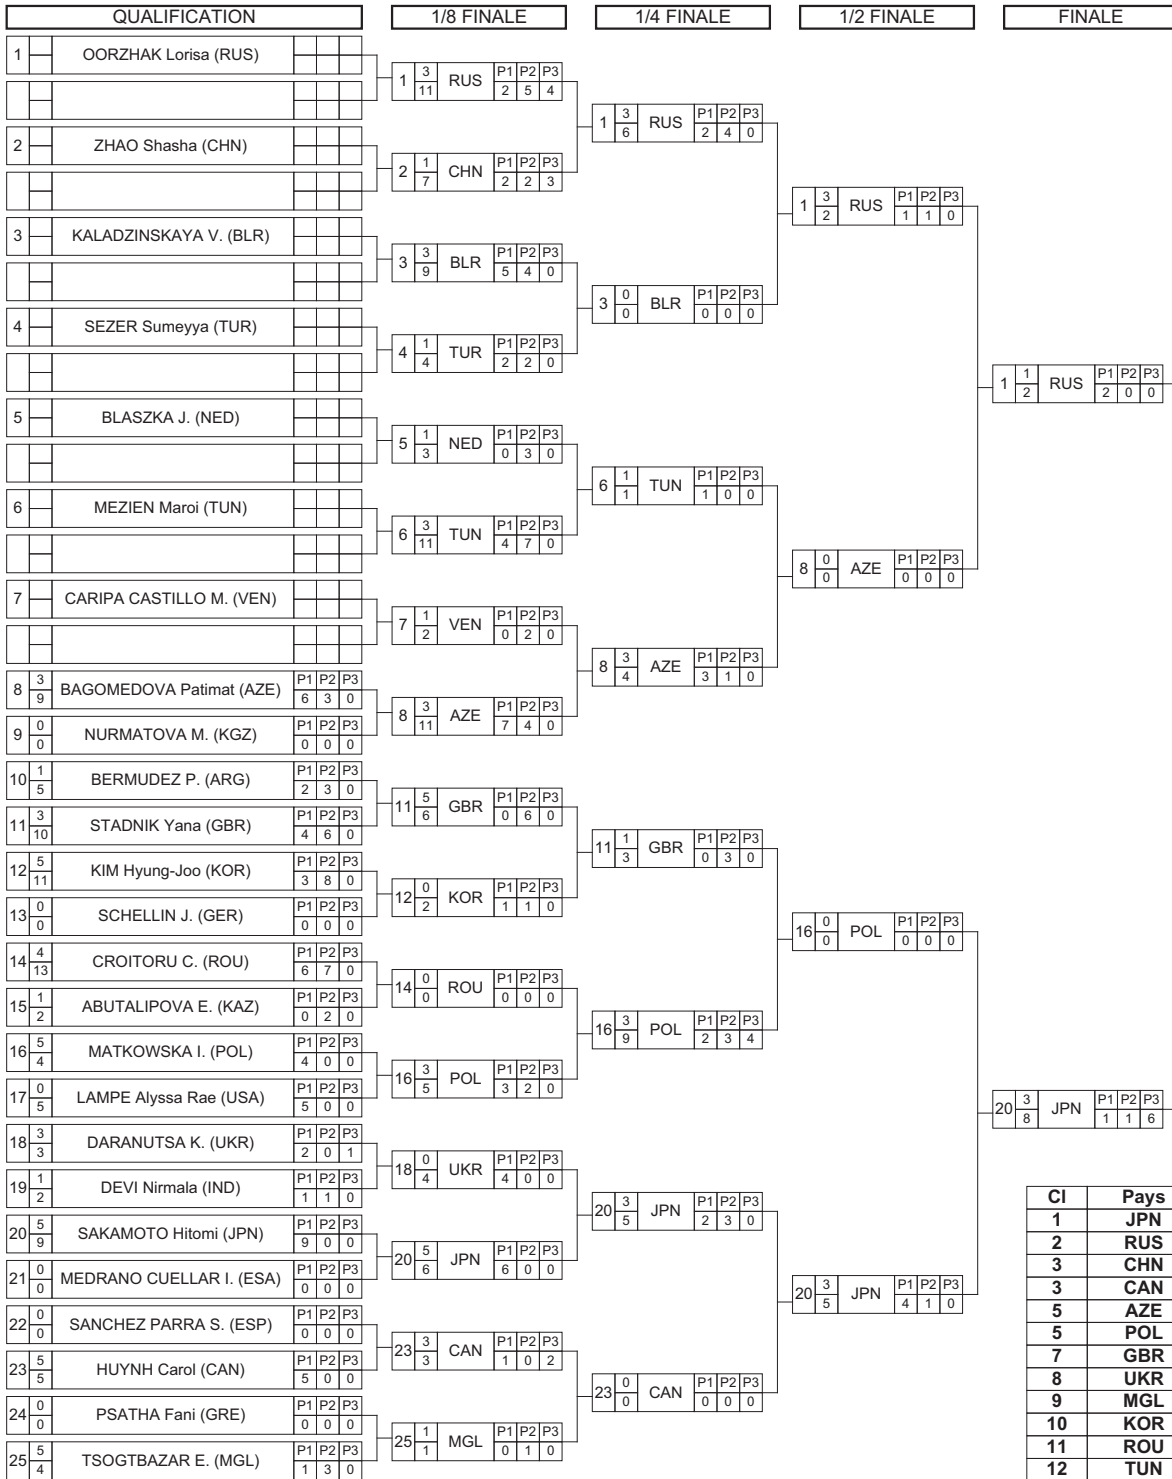 QUALIFICATION 1/8 FINALE 1/4 FINALE 1/2 FINALE FINALE
1 OORZHAK Lorisa (RUS)
2 ZHAO Shasha (CHN)
3 KALADZINSKAYA V. (BLR)
4 SEZER Sumeyya (TUR)
5 BLASZKA J. (NED)
6 MEZIEN Maroi (TUN)
7 CARIPA CASTILLO M. (VEN)
8 3 9 BAGOMEDOVA Patimat (AZE) P1 P2 P3 6 3 0
9 0 0 NURMATOVA M. (KGZ) P1 P2 P3 0 0 0
10 1 5 BERMUDEZ P. (ARG) P1 P2 P3 2 3 0
11 3 10 STADNIK Yana (GBR) P1 P2 P3 4 6 0
12 5 11 KIM Hyung-Joo (KOR) P1 P2 P3 3 8 0
13 0 0 SCHELLIN J. (GER) P1 P2 P3 0 0 0
14 4 13 CROITORU C. (ROU) P1 P2 P3 6 7 0
15 1 2 ABUTALIPOVA E. (KAZ) P1 P2 P3 0 2 0
16 5 4 MATKOWSKA I. (POL) P1 P2 P3 4 0 0
17 0 5 LAMPE Alyssa Rae (USA) P1 P2 P3 5 0 0
18 3 3 DARANUTSA K. (UKR) P1 P2 P3 2 0 1
19 1 2 DEVI Nirmala (IND) P1 P2 P3 1 1 0
20 5 9 SAKAMOTO Hitomi (JPN) P1 P2 P3 9 0 0
21 0 0 MEDRANO CUELLAR I. (ESA) P1 P2 P3 0 0 0
22 0 0 SANCHEZ PARRA S. (ESP) P1 P2 P3 0 0 0
23 5 5 HUYNH Carol (CAN) P1 P2 P3 5 0 0
24 0 0 PSATHA Fani (GRE) P1 P2 P3 0 0 0
25 5 4 TSOGTBAZAR E. (MGL) P1 P2 P3 1 3 0
1 3 11 RUS P1 P2 P3 2 5 4
2 1 7 CHN P1 P2 P3 2 2 3
3 3 9 BLR P1 P2 P3 5 4 0
4 1 4 TUR P1 P2 P3 2 2 0
5 1 3 NED P1 P2 P3 0 3 0
6 3 11 TUN P1 P2 P3 4 7 0
7 1 2 VEN P1 P2 P3 0 2 0
8 3 11 AZE P1 P2 P3 7 4 0
11 5 6 GBR P1 P2 P3 0 6 0
12 0 2 KOR P1 P2 P3 1 1 0
14 0 0 ROU P1 P2 P3 0 0 0
16 3 5 POL P1 P2 P3 3 2 0
18 0 4 UKR P1 P2 P3 4 0 0
20 5 6 JPN P1 P2 P3 6 0 0
23 3 3 CAN P1 P2 P3 1 0 2
25 1 1 MGL P1 P2 P3 0 1 0
1 3 6 RUS P1 P2 P3 2 4 0
3 0 0 BLR P1 P2 P3 0 0 0
6 1 1 TUN P1 P2 P3 1 0 0
8 3 4 AZE P1 P2 P3 3 1 0
11 1 3 GBR P1 P2 P3 0 3 0
16 3 9 POL P1 P2 P3 2 3 4
20 3 5 JPN P1 P2 P3 2 3 0
23 0 0 CAN P1 P2 P3 0 0 0
1 3 2 RUS P1 P2 P3 1 1 0
8 0 0 AZE P1 P2 P3 0 0 0
16 0 0 POL P1 P2 P3 0 0 0
20 3 5 JPN P1 P2 P3 4 1 0
1 1 2 RUS P1 P2 P3 2 0 0
20 3 8 JPN P1 P2 P3 1 1 6
Cl Pays
1 JPN
2 RUS
3 CHN
3 CAN
5 AZE
5 POL
7 GBR
8 UKR
9 MGL
10 KOR
11 ROU
12 TUN